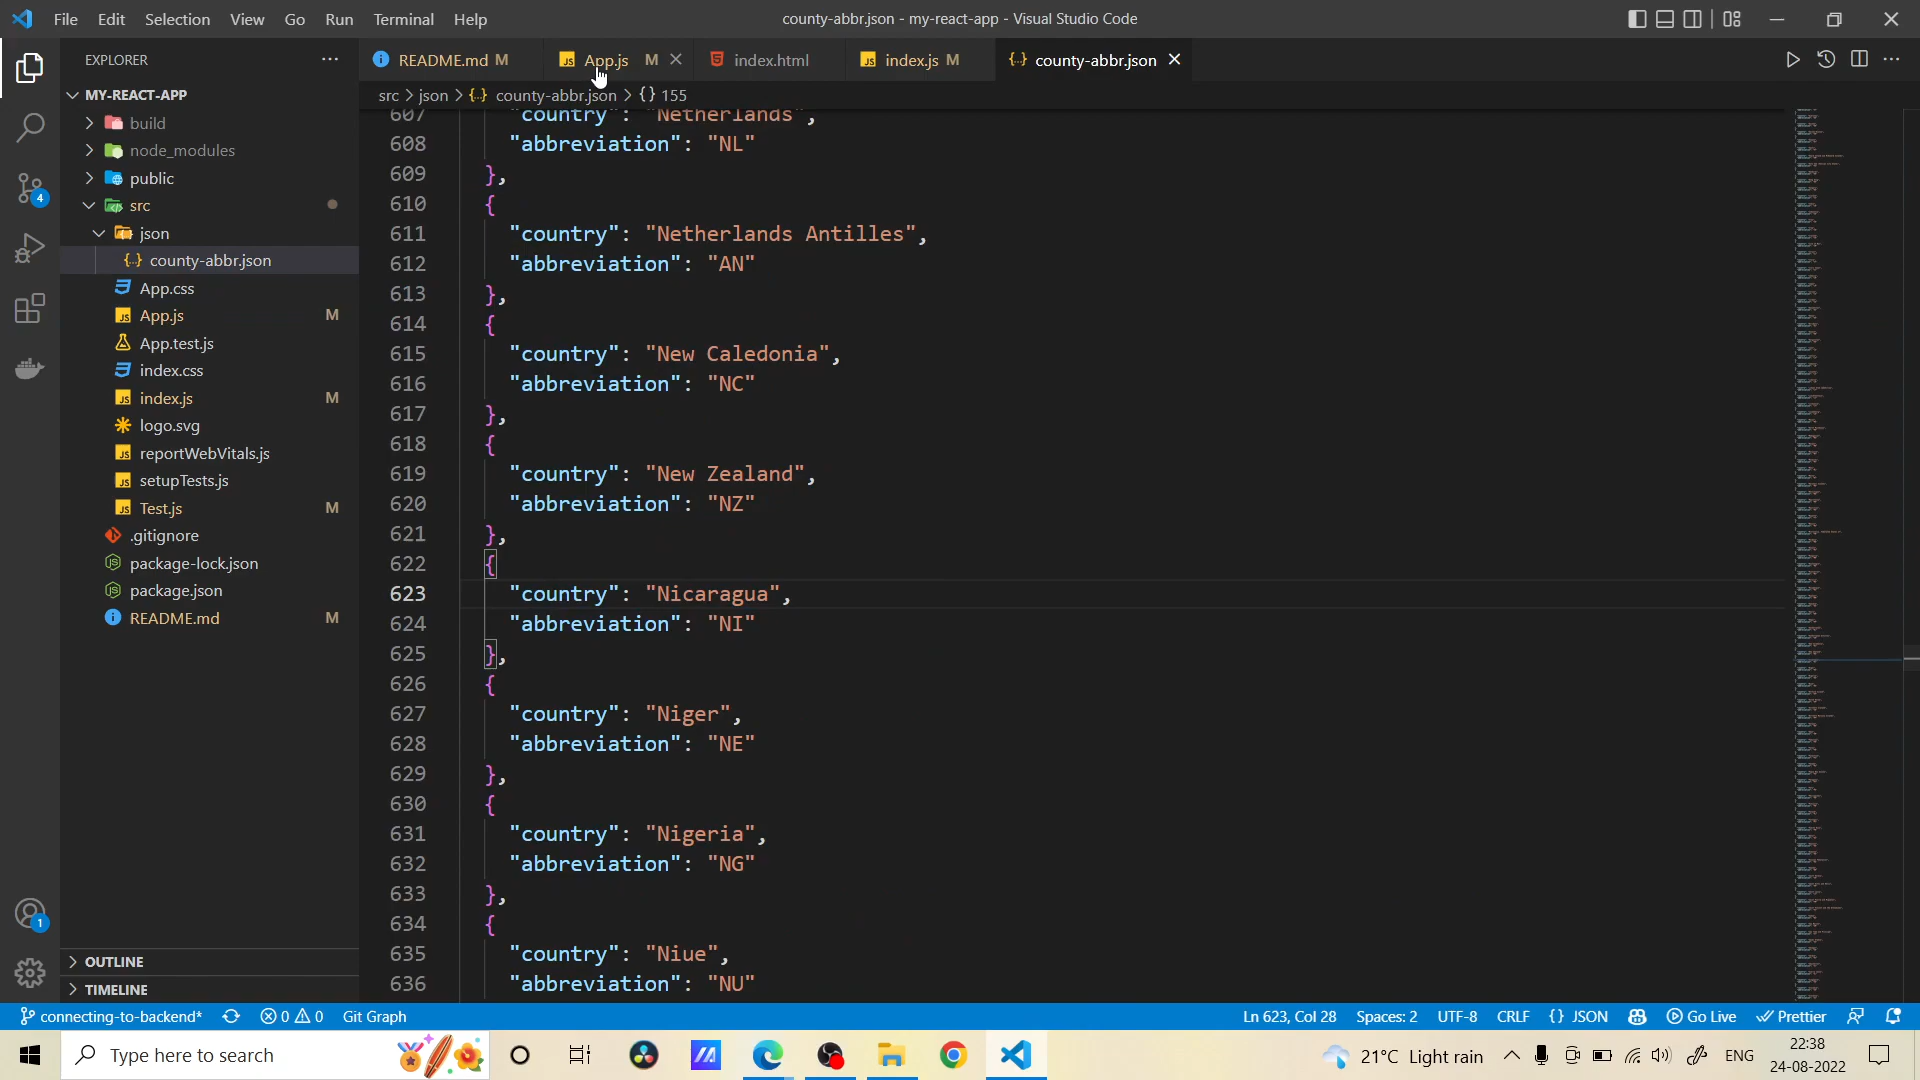 File Edit Selection View Go Run Terminal Help
county-abbr.json - my-react-app - Visual Studio Code
EXPLORER
README.md M
App.js M
index.html
index.js M
{..} county-abbr.json
MY-REACT-APP
src > json > {..} county-abbr.json > {} 155
build
node_modules
public
src
json
{..} county-abbr.json
App.css
App.js M
App.test.js
index.css
index.js M
logo.svg
reportWebVitals.js
setupTests.js
Test.js M
.gitignore
package-lock.json
package.json
README.md M
OUTLINE
TIMELINE
607 "country": "Netherlands",
608 "abbreviation": "NL"
609 },
610 {
611 "country": "Netherlands Antilles",
612 "abbreviation": "AN"
613 },
614 {
615 "country": "New Caledonia",
616 "abbreviation": "NC"
617 },
618 {
619 "country": "New Zealand",
620 "abbreviation": "NZ"
621 },
622 {
623 "country": "Nicaragua",
624 "abbreviation": "NI"
625 },
626 {
627 "country": "Niger",
628 "abbreviation": "NE"
629 },
630 {
631 "country": "Nigeria",
632 "abbreviation": "NG"
633 },
634 {
635 "country": "Niue",
636 "abbreviation": "NU"
4
1
connecting-to-backend* 0 0 Git Graph
Ln 623, Col 28 Spaces: 2 UTF-8 CRLF {} JSON Go Live Prettier
Type here to search
21°C Light rain
ENG
22:38
24-08-2022